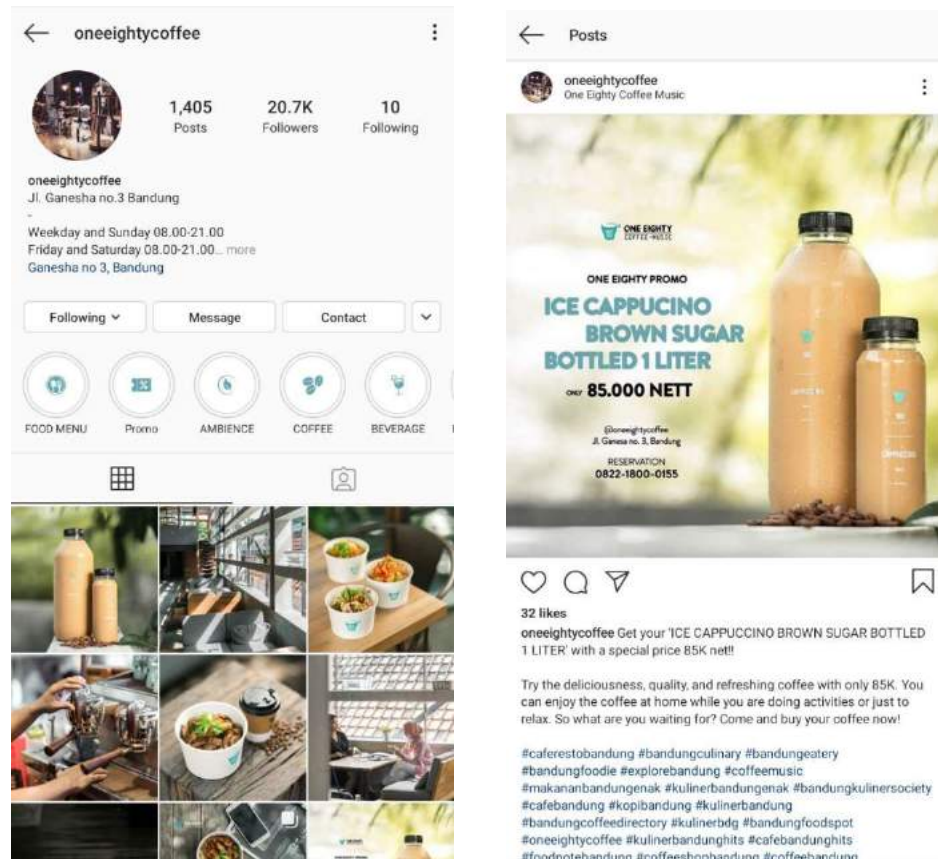 oneeightycoffee
1,405
20.7K
10
Posts
Followers
Following
oneeightycoffee
Jl. Ganesha no.3 Bandung
-
Weekday and Sunday 08.00-21.00
Friday and Saturday 08.00-21.00... more
Ganesha no 3, Bandung
Following
Message
Contact
FOOD MENU
Promo
AMBIENCE
COFFEE
BEVERAGE
Posts
oneeightycoffee
One Eighty Coffee Music
ONE EIGHTY
COFFEE-MUSIC
ONE EIGHTY PROMO
ICE CAPPUCINO
BROWN SUGAR
BOTTLED 1 LITER
ONLY 85.000 NETT
@oneeightycoffee
Jl. Ganesa no. 3, Bandung
RESERVATION
0822-1800-0155
32 likes
oneeightycoffee Get your 'ICE CAPPUCCINO BROWN SUGAR BOTTLED
1 LITER' with a special price 85K net!!
Try the deliciousness, quality, and refreshing coffee with only 85K. You
can enjoy the coffee at home while you are doing activities or just to
relax. So what are you waiting for? Come and buy your coffee now!
#caferestobandung #bandungculinary #bandungeatery
#bandungfoodie #explorebandung #coffeemusic
#makananbandungenak #kulinerbandungenak #bandungkulinersociety
#cafebandung #kopibandung #kulinerbandung
#bandungcoffeedirectory #kulinerbdg #bandungfoodspot
#oneeightycoffee #kulinerbandunghits #cafebandunghits
#foodnotebandung #coffeeshopbandung #coffeebandung